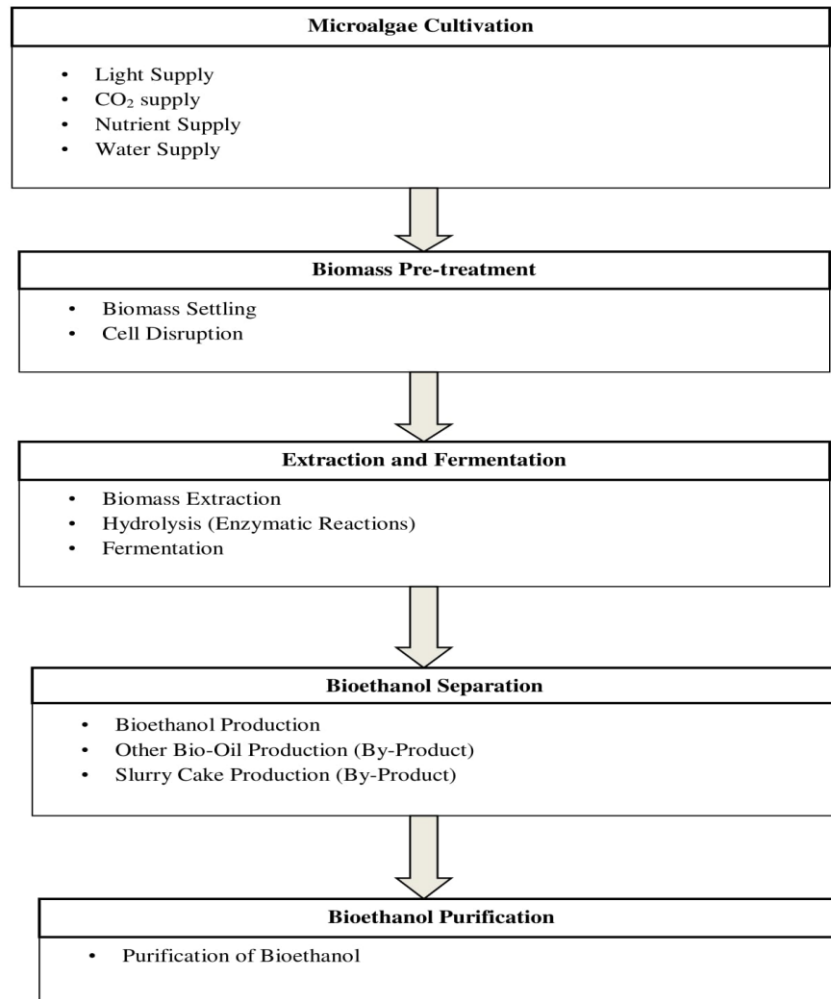 Microalgae Cultivation
• Light Supply
• CO₂ supply
• Nutrient Supply
• Water Supply
Biomass Pre-treatment
• Biomass Settling
• Cell Disruption
Extraction and Fermentation
• Biomass Extraction
• Hydrolysis (Enzymatic Reactions)
• Fermentation
Bioethanol Separation
• Bioethanol Production
• Other Bio-Oil Production (By-Product)
• Slurry Cake Production (By-Product)
Bioethanol Purification
• Purification of Bioethanol